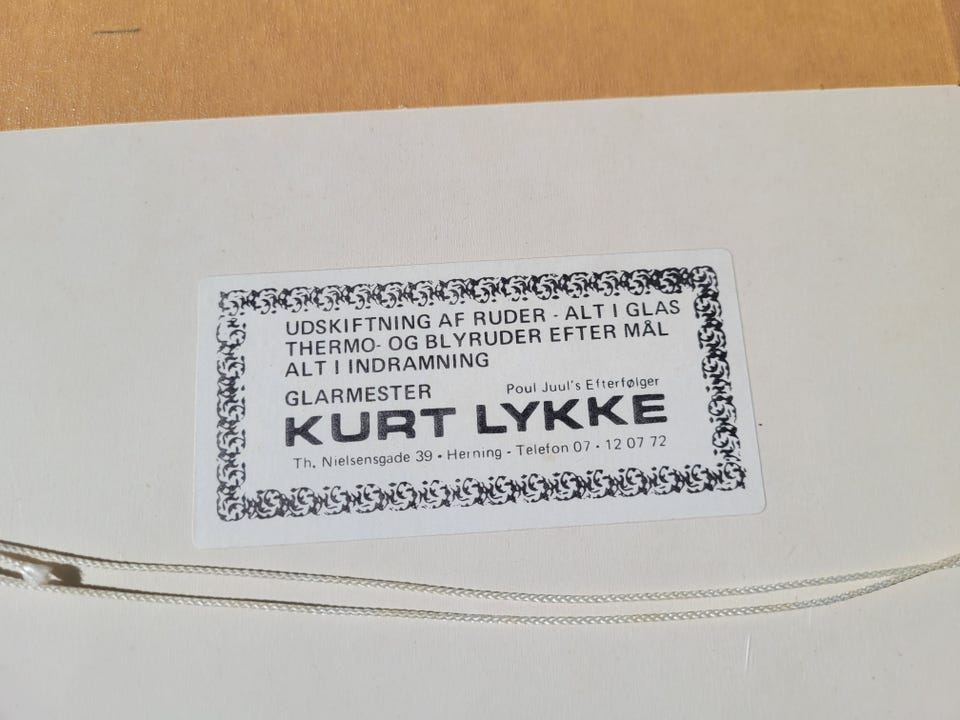 UDSKIFTNING AF RUDER - ALT I GLAS
THERMO- OG BLYRUDER EFTER MÅL
ALT I INDRAMNING
GLARMESTER Poul Juul's Efterfølger
KURT LYKKE
Th. Nielsensgade 39 • Herning - Telefon 07 • 12 07 72